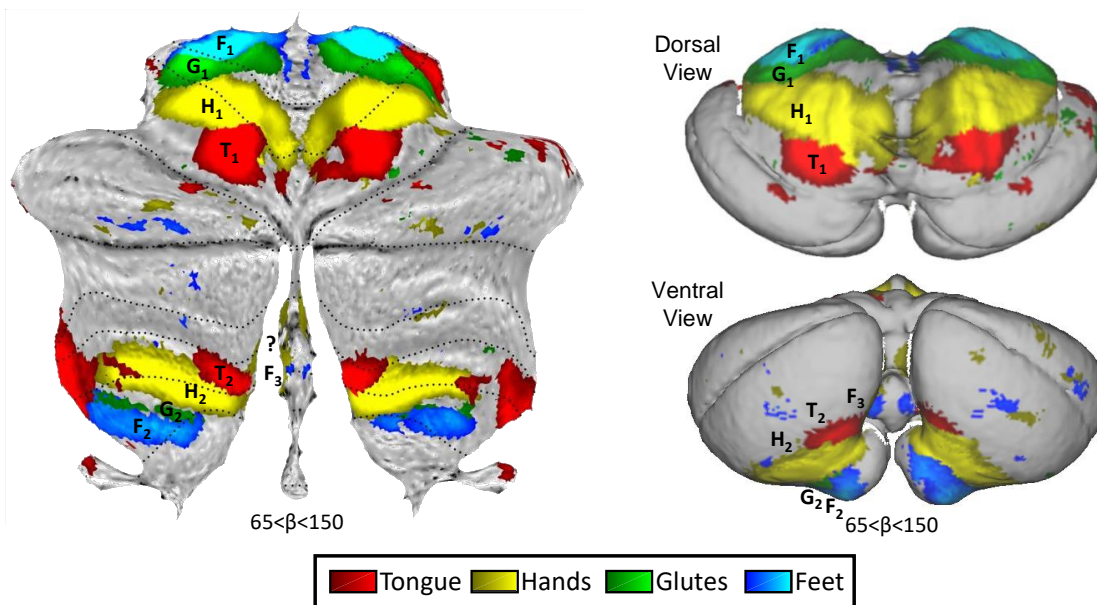 F₁
G₁
H₁
T₁
?
F₃
T₂
H₂
G₂
F₂
65<β<150
Dorsal
View
F₁
G₁
H₁
T₁
Ventral
View
F₃
T₂
H₂
G₂ F₂
65<β<150
Tongue Hands Glutes Feet